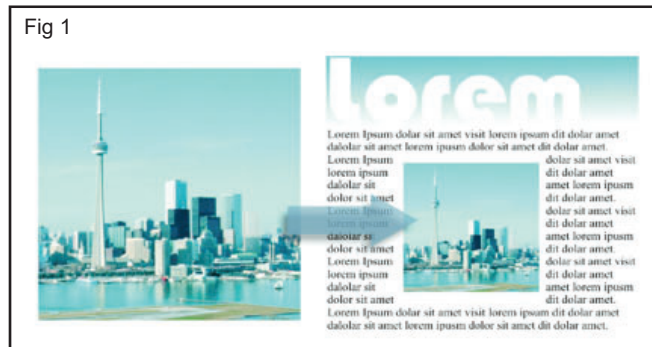 Fig 1
Lorem
Lorem Ipsum dolar sit amet visit lorem ipsum dit dolar amet
dalolar sit amet lorem ipusm dolor sit amet dit dolar amet.
Lorem Ipsum dolar sit amet visit
lorem ipsum dit dolar amet
dalolar sit amet lorem ipusm
dolor sit amet dit dolar amet.
Lorem Ipsum dolar sit amet visit
lorem ipsum dit dolar amet
dalolar amet lorem ipusm
dolor sit amet dit dolar amet.
Lorem Ipsum dolar sit amet visit
lorem ipsum dit dolar amet
dalolar sit amet lorem ipusm
dolor sit amet dit dolar amet.
Lorem Ipsum dolar sit amet visit lorem ipsum dit dolar amet
dalolar sit amet lorem ipusm dolor sit amet dit dolar amet.